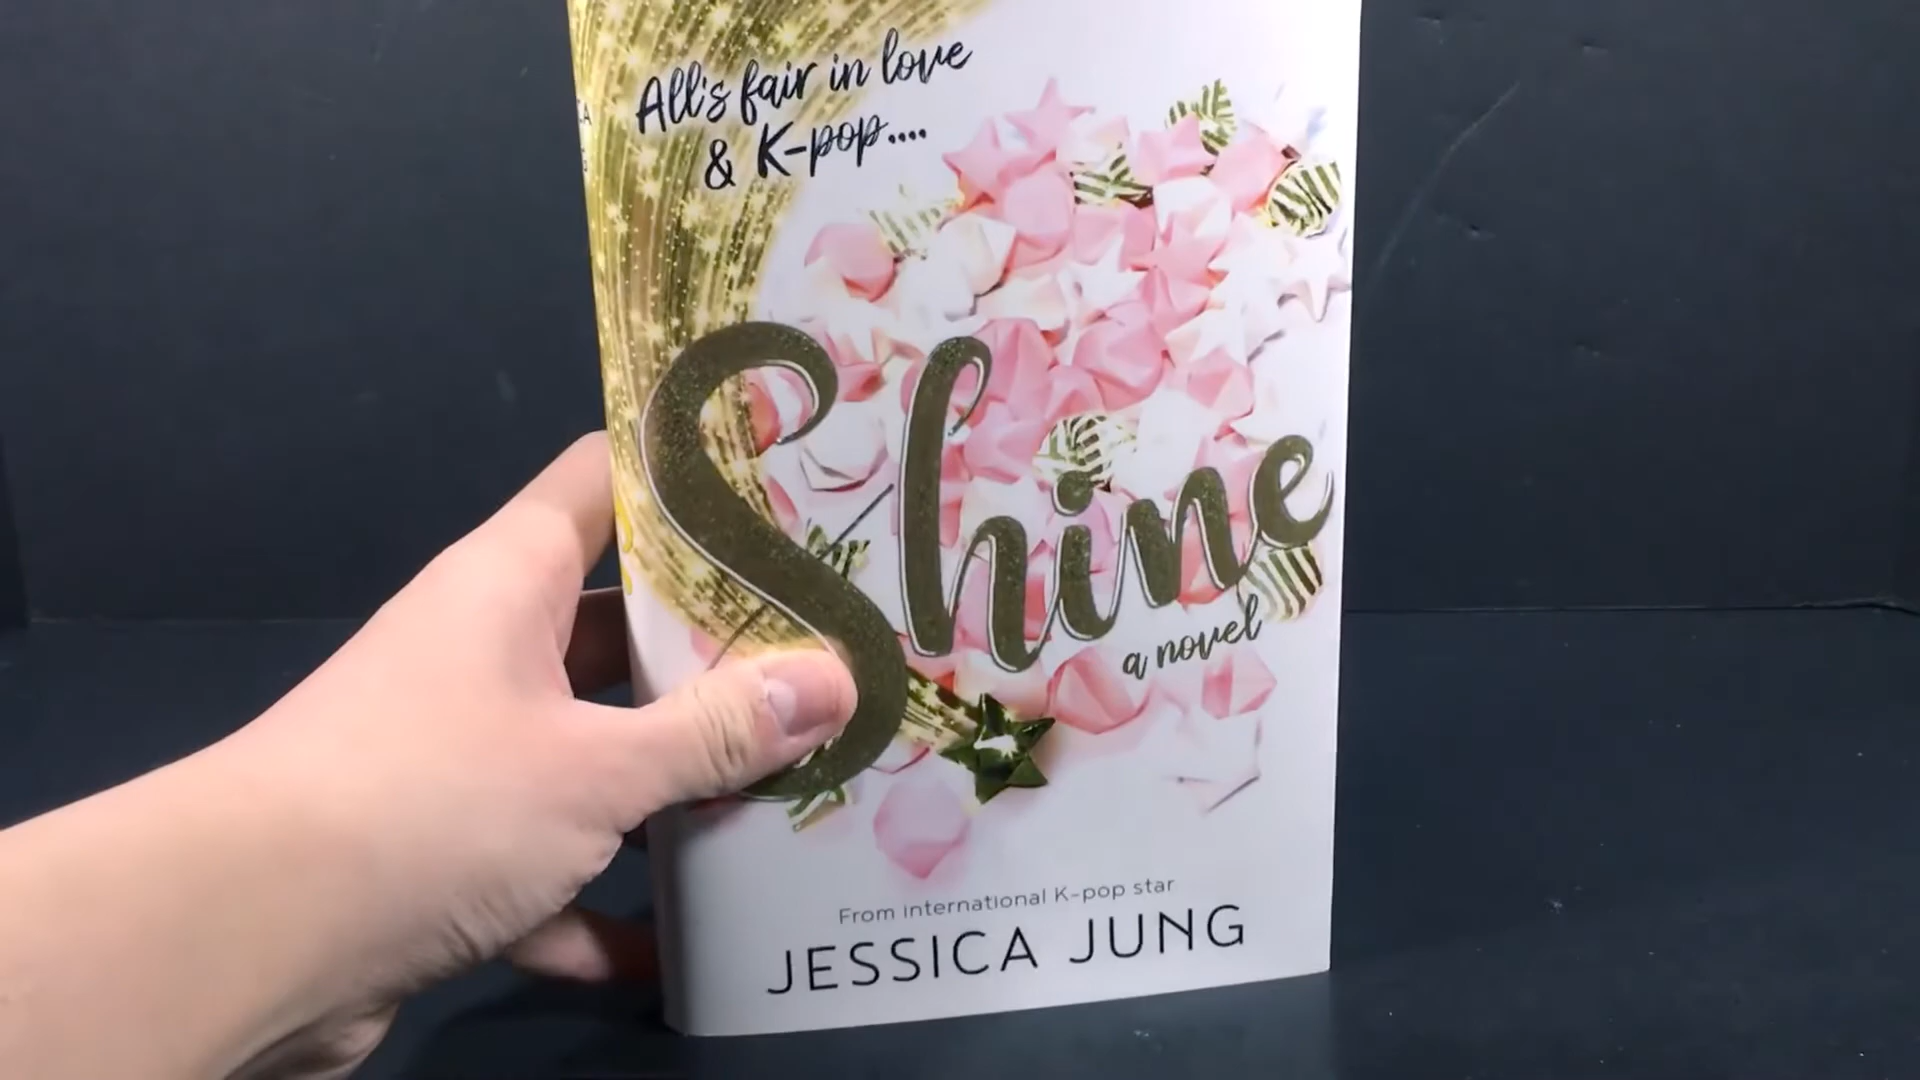 All's fair in love
& K-pop....
Shine
a novel
From international K-pop star
JESSICA JUNG